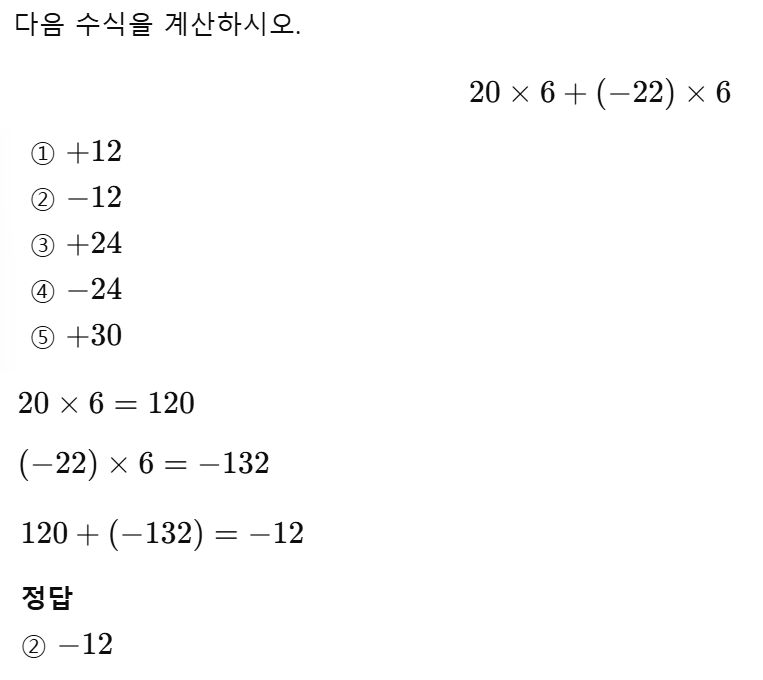 다음 수식을 계산하시오.
20 × 6 + (−22) × 6
① +12
② −12
③ +24
④ −24
⑤ +30
20 × 6 = 120
(−22) × 6 = −132
120 + (−132) = −12
정답
② −12